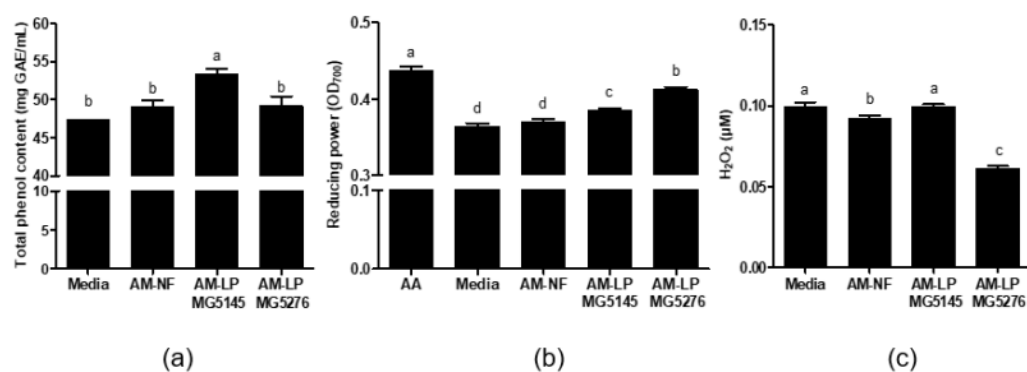 Total phenol content (mg GAE/mL)
60
55
50
45
40
10
5
0
b
b
a
b
Media
AM-NF
AM-LP
MG5145
AM-LP
MG5276
(a)
Reducing power (OD700)
0.5
0.4
0.3
0.1
0.0
a
d
d
c
b
AA
Media
AM-NF
AM-LP
MG5145
AM-LP
MG5276
(b)
H2O2 (µM)
0.15
0.10
0.05
0.00
a
b
a
c
Media
AM-NF
AM-LP
MG5145
AM-LP
MG5276
(c)